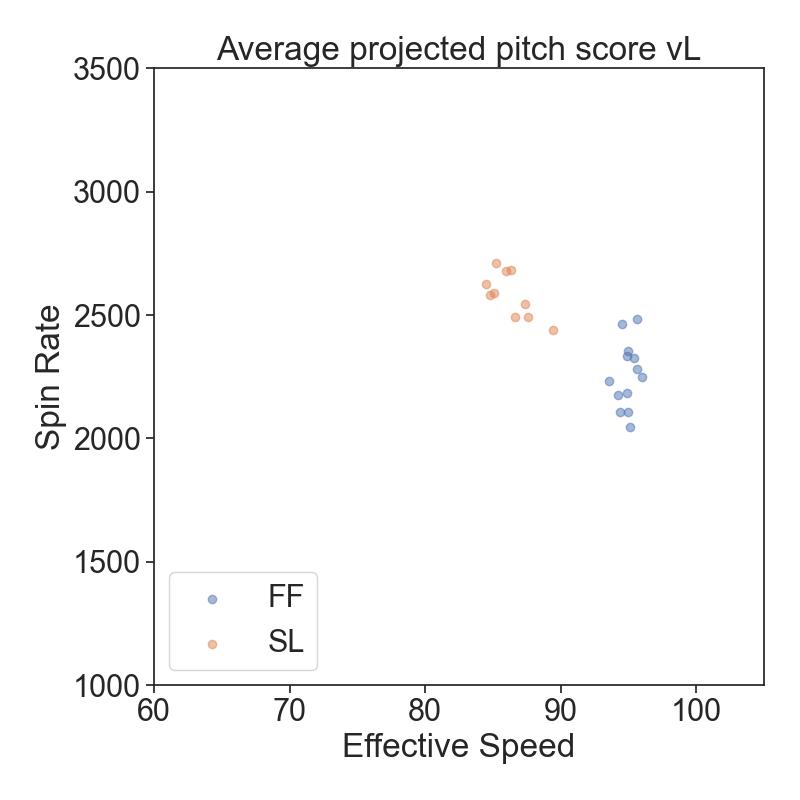 Average projected pitch score vL
3500
3000
2500
2000
1500
1000
Spin Rate
FF
SL
60 70 80 90 100
Effective Speed